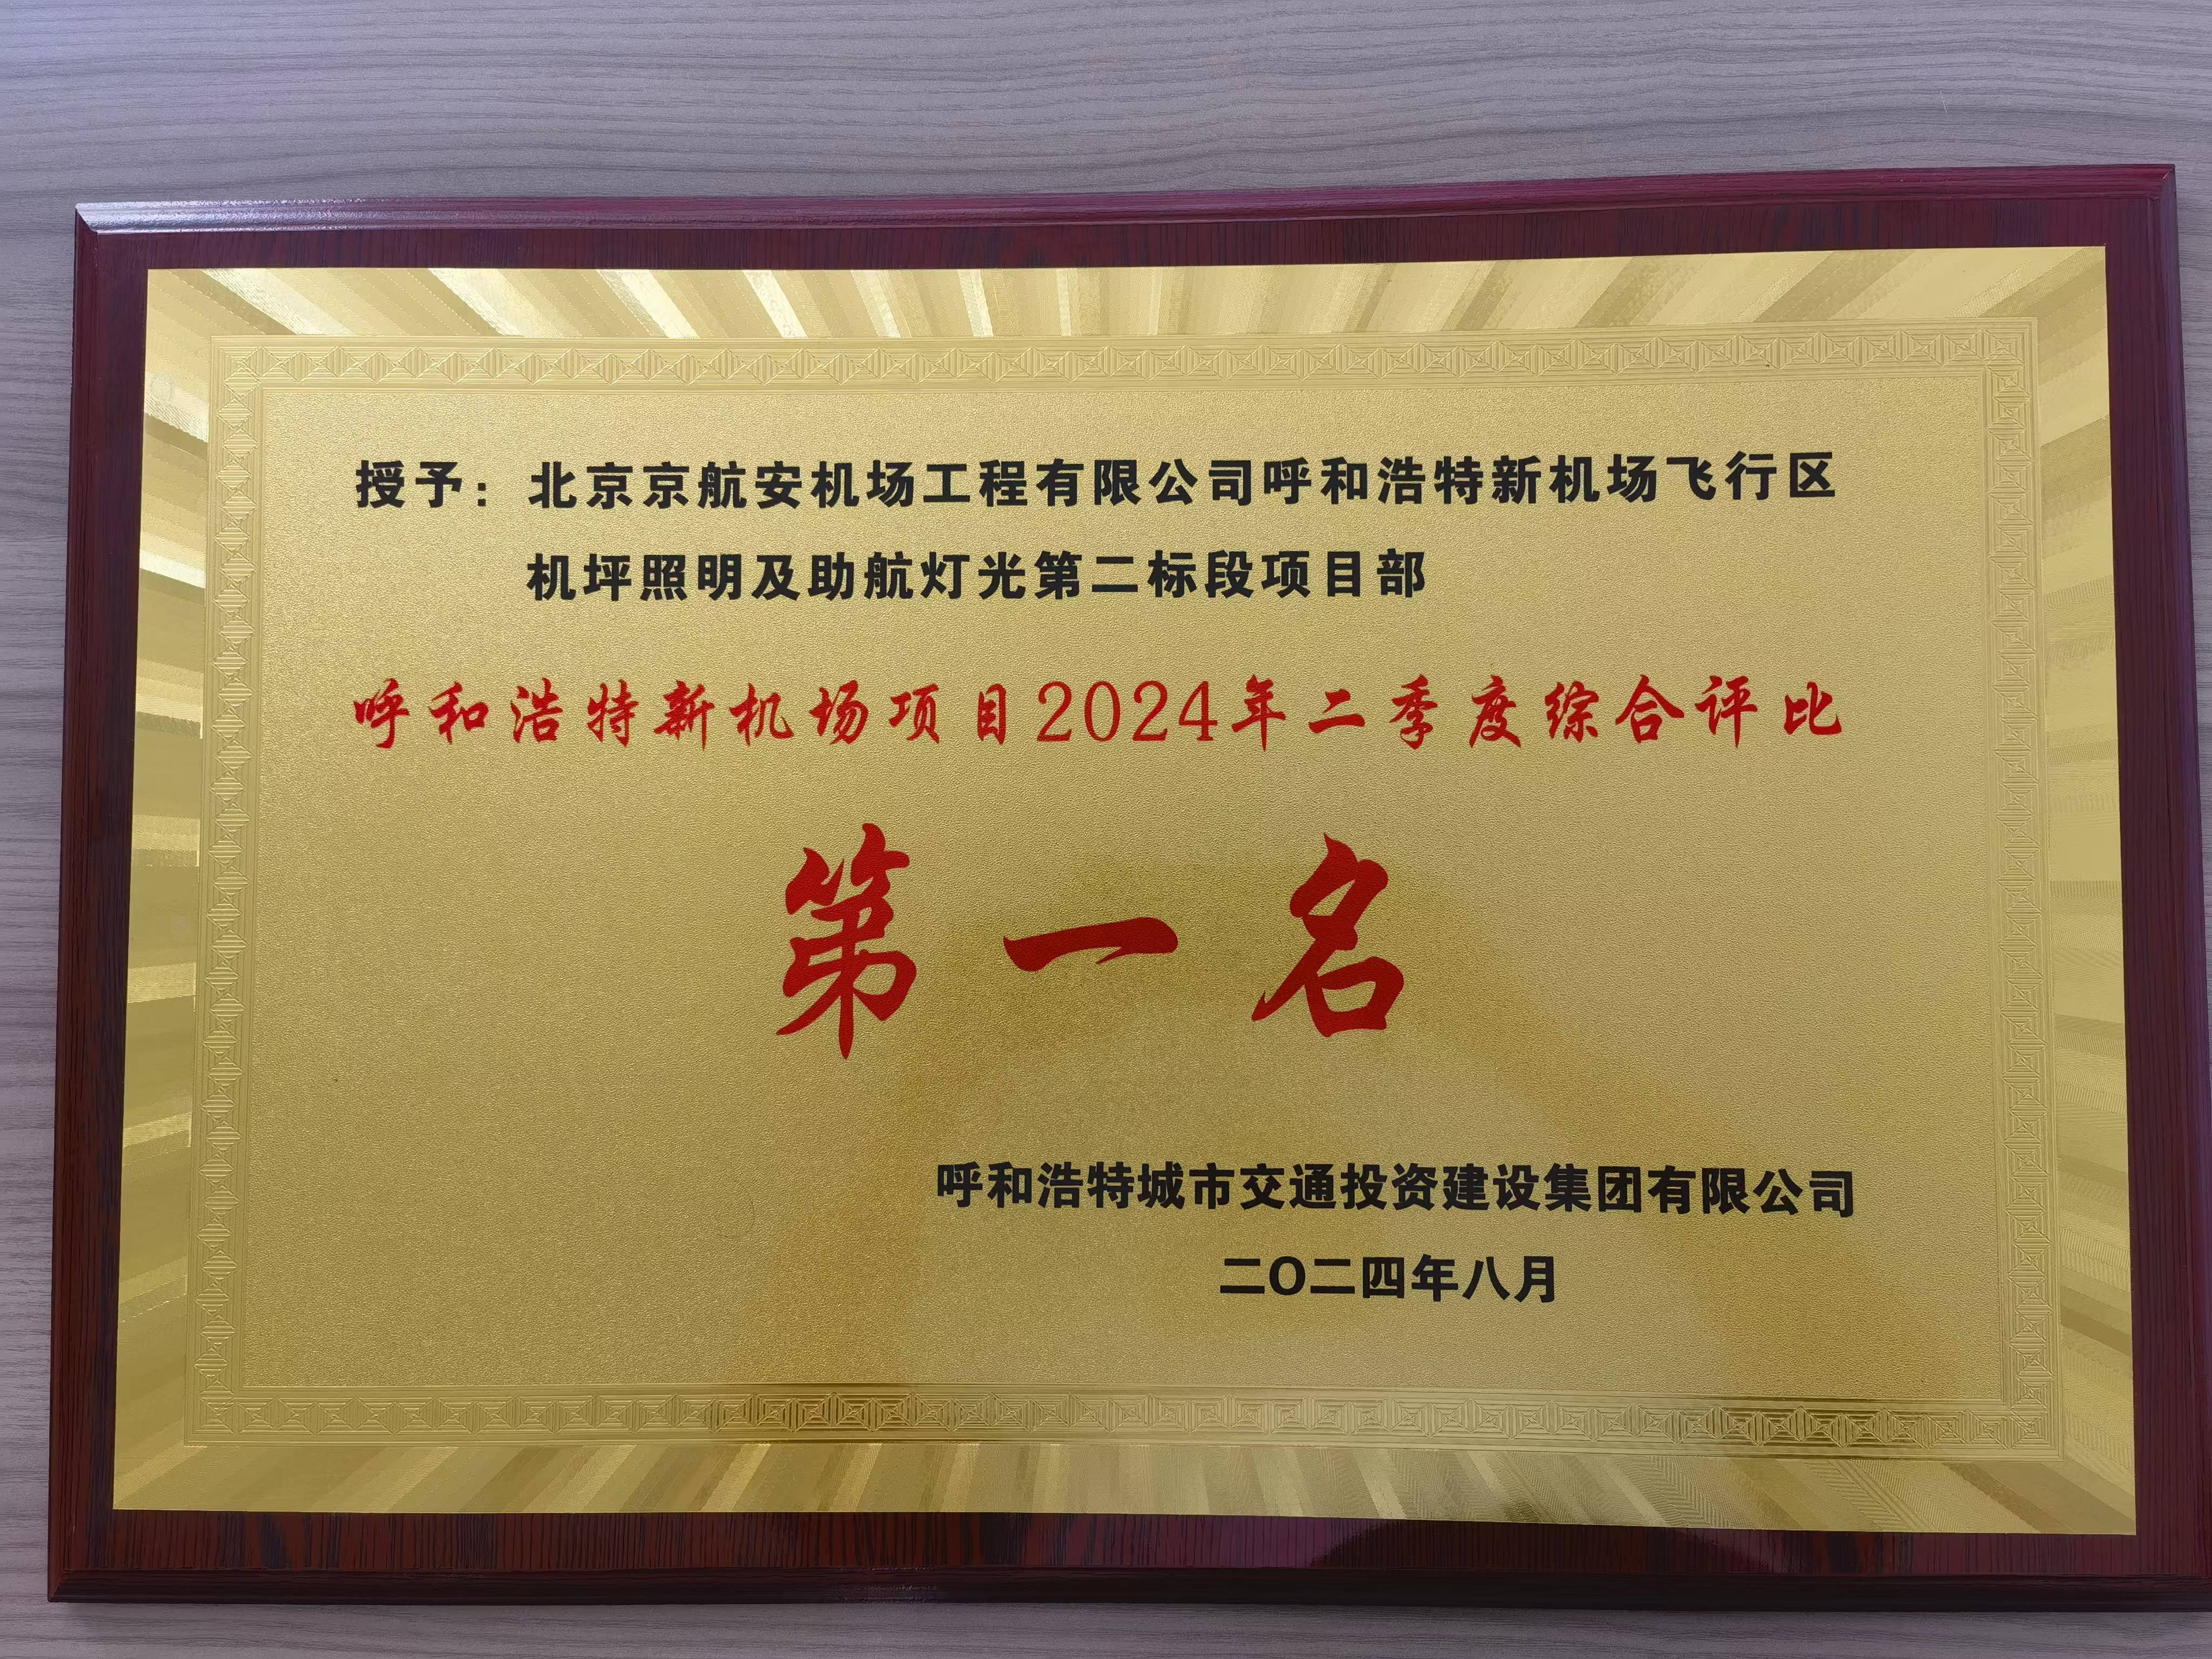 授予：北京京航安机场工程有限公司呼和浩特新机场飞行区
机坪照明及助航灯光第二标段项目部
呼和浩特新机场项目2024年二季度综合评比
第一名
呼和浩特城市交通投资建设集团有限公司
二〇二四年八月